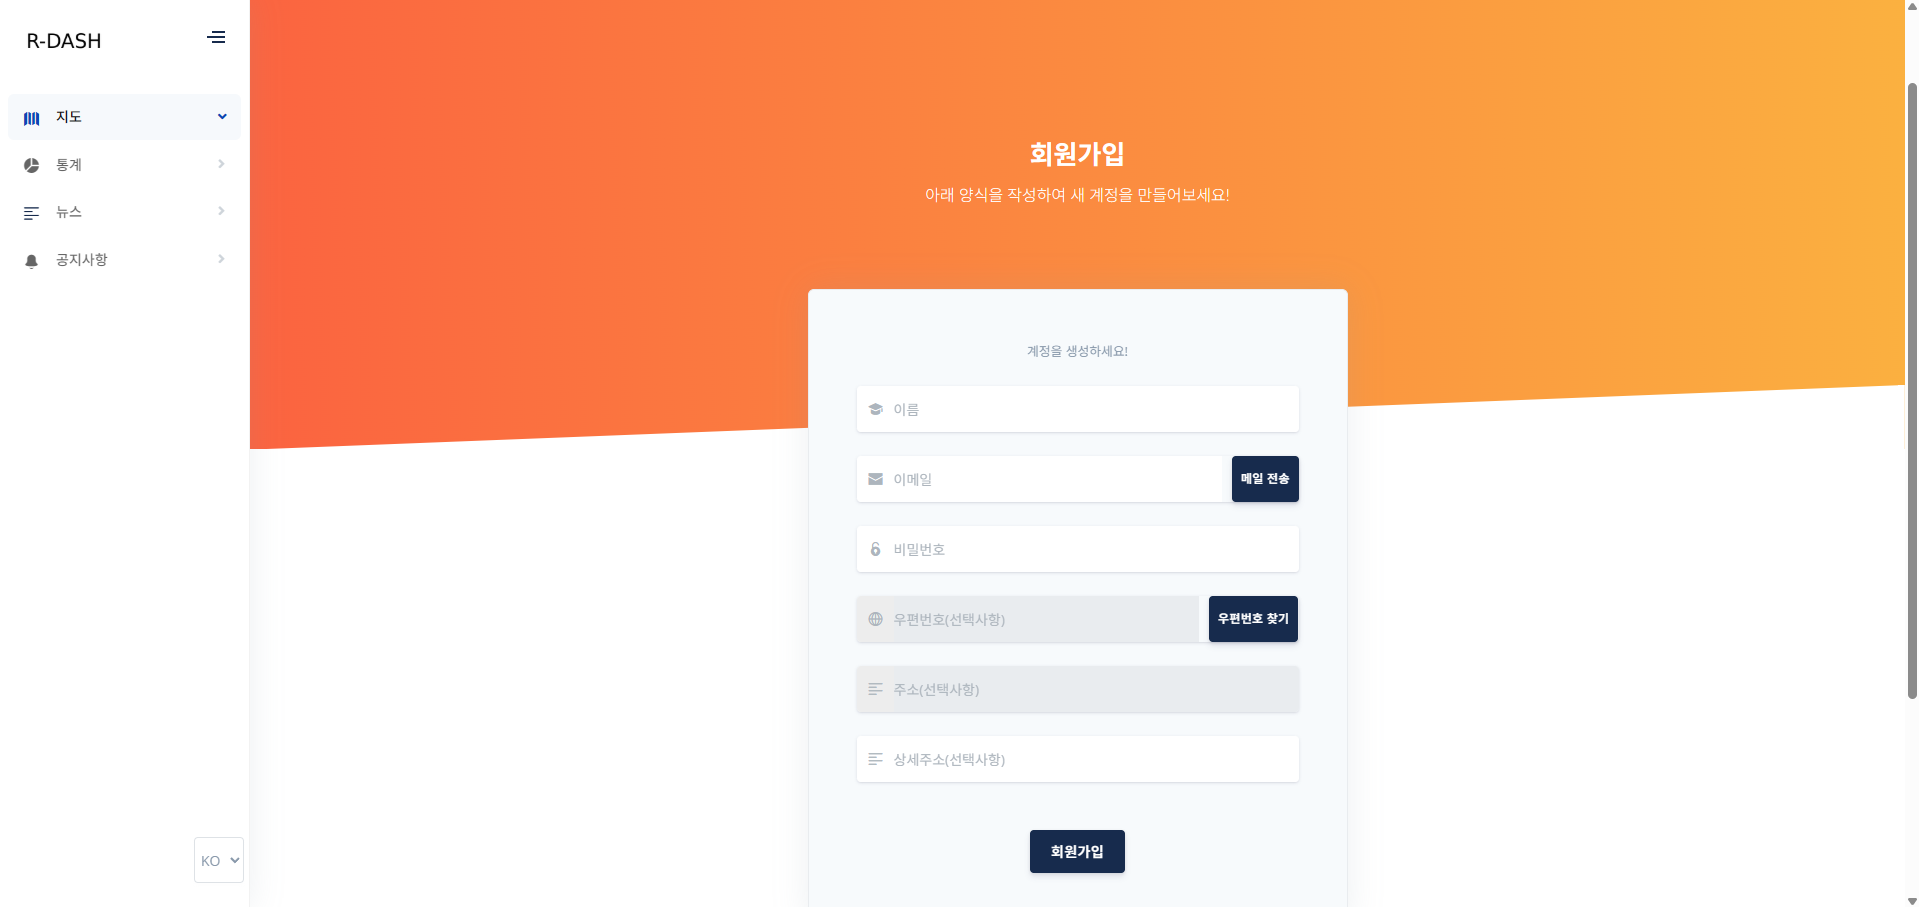 R-DASH
지도
통계
뉴스
공지사항
KO
회원가입
아래 양식을 작성하여 새 계정을 만들어보세요!
계정을 생성하세요!
이름
이메일
메일 전송
비밀번호
우편번호(선택사항)
우편번호 찾기
주소(선택사항)
상세주소(선택사항)
회원가입